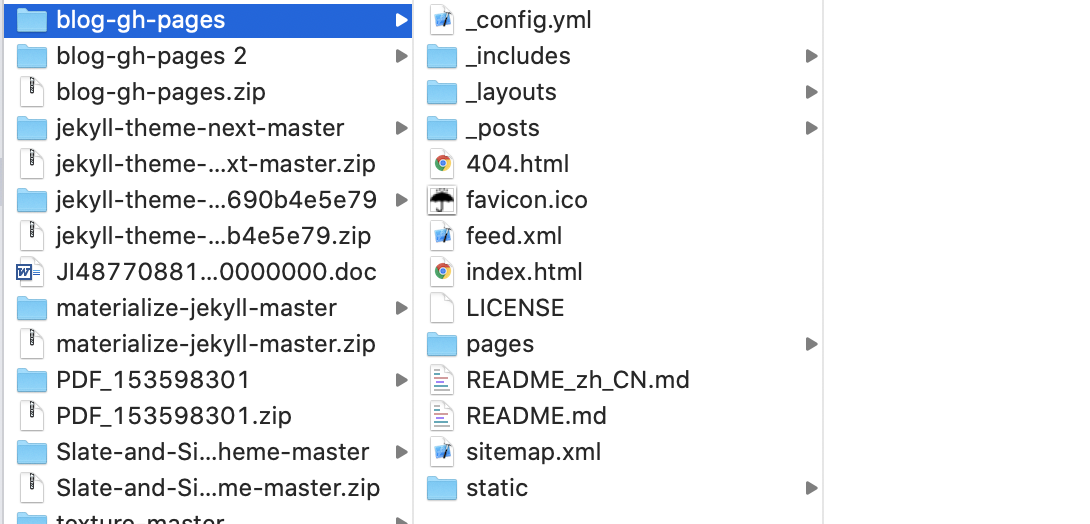 blog-gh-pages
blog-gh-pages 2
blog-gh-pages.zip
jekyll-theme-next-master
jekyll-theme-...xt-master.zip
jekyll-theme-...690b4e5e79
jekyll-theme-...b4e5e79.zip
JI48770881...0000000.doc
materialize-jekyll-master
materialize-jekyll-master.zip
PDF_153598301
PDF_153598301.zip
Slate-and-Si...heme-master
Slate-and-Si...me-master.zip
texture-master
_config.yml
_includes
_layouts
_posts
404.html
favicon.ico
feed.xml
index.html
LICENSE
pages
README_zh_CN.md
README.md
sitemap.xml
static